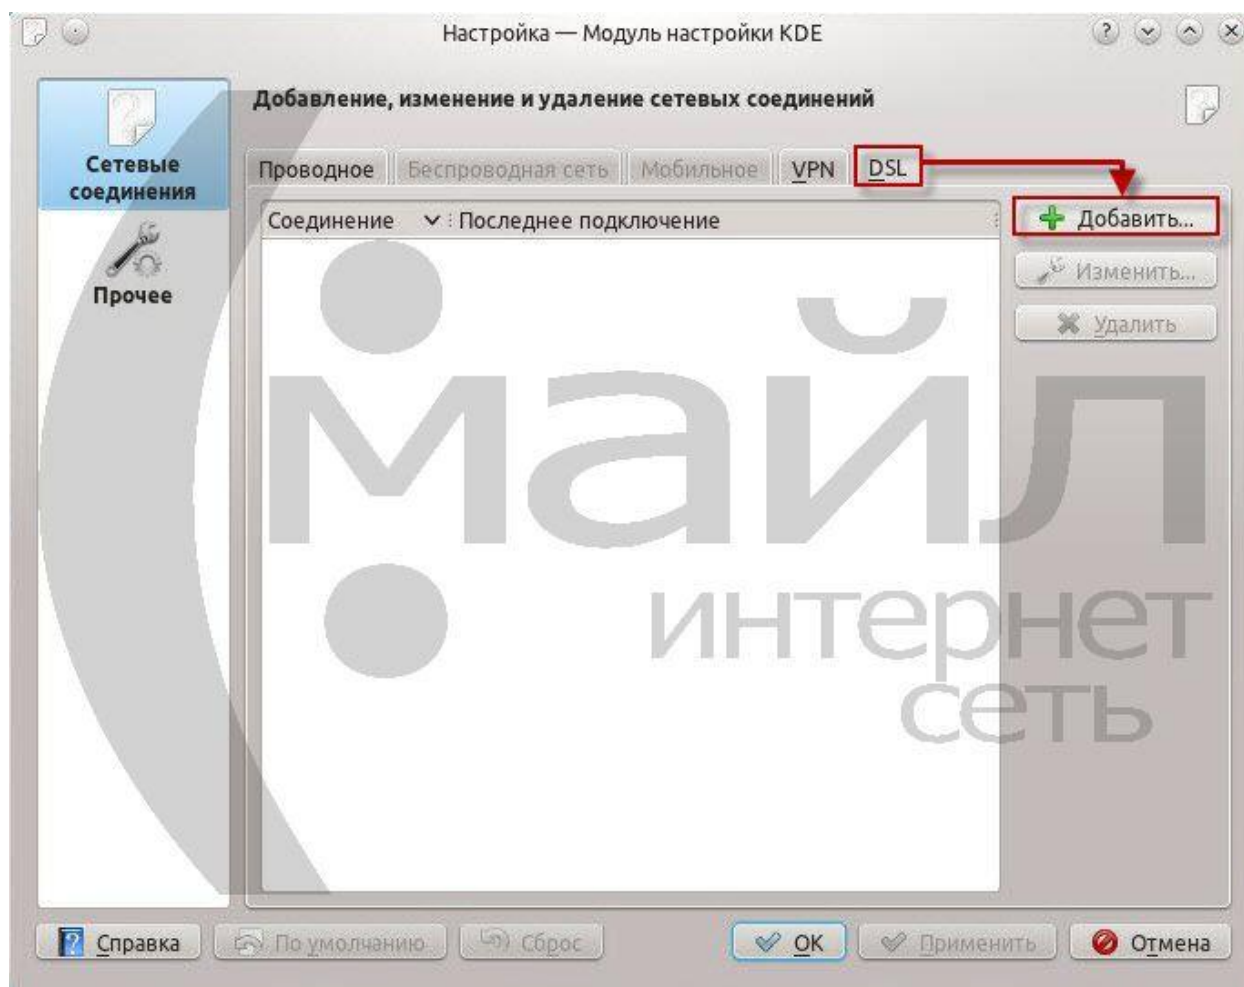 Настройка — Модуль настройки KDE
Сетевые
соединения
Прочее
Добавление, изменение и удаление сетевых соединений
Проводное Беспроводная сеть Мобильное VPN DSL
Соединение Последнее подключение
Добавить...
Изменить...
Удалить
майл
интернет
сеть
Справка По умолчанию Сброс OK Применить Отмена